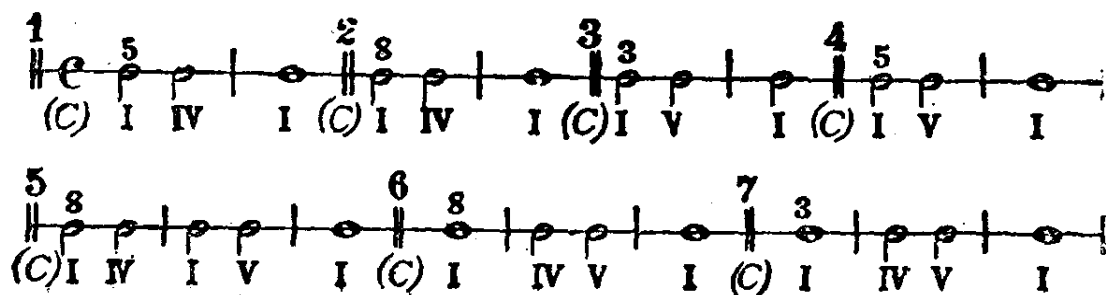 1 2 3 4
5 8 3 5
(C) I IV I (C) I IV I (C) I V I (C) I V I
5 6 7
8 8 3
(C) I IV I V I (C) I IV V I (C) I IV V I